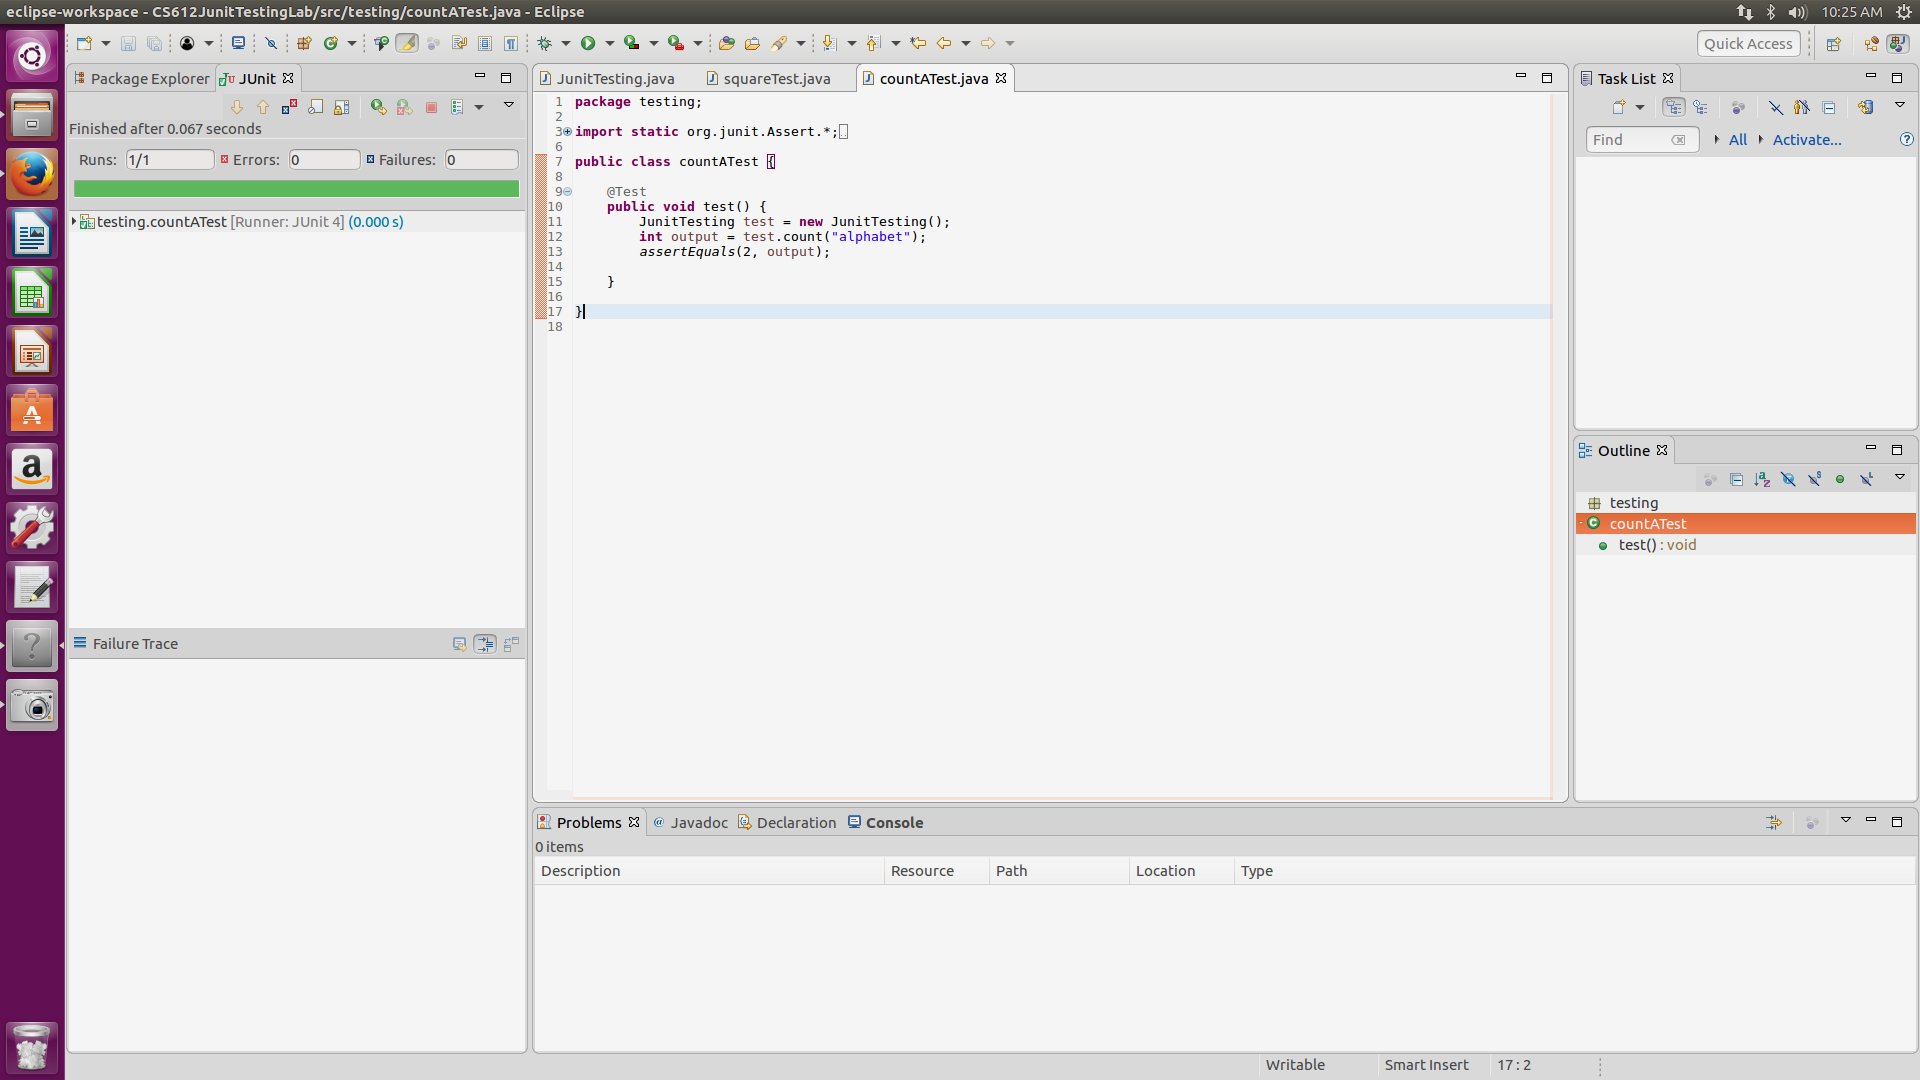 eclipse-workspace - CS612JunitTestingLab/src/testing/countATest.java - Eclipse
10:25 AM
Quick Access
Package Explorer JUnit
Finished after 0.067 seconds
Runs: 1/1 Errors: 0 Failures: 0
testing.countATest [Runner: JUnit 4] (0.000 s)
Failure Trace
JunitTesting.java squareTest.java countATest.java
1 package testing;
2
3 import static org.junit.Assert.*;
6
7 public class countATest {
8
9 @Test
10 public void test() {
11 JunitTesting test = new JunitTesting();
12 int output = test.count("alphabet");
13 assertEquals(2, output);
14
15 }
16
17 }
18
Task List
Find All Activate...
Outline
testing
countATest
test() : void
Problems @ Javadoc Declaration Console
0 items
Description Resource Path Location Type
Writable Smart Insert 17 : 2